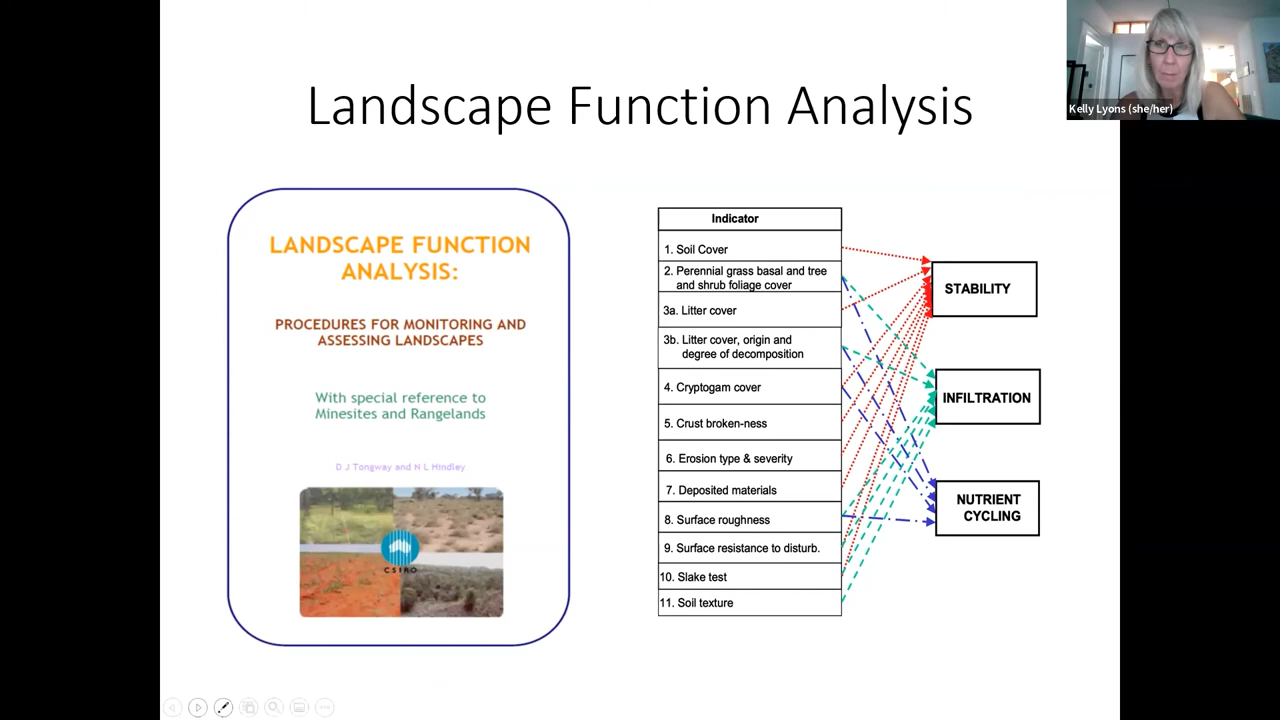 Landscape Function Analysis
Kelly Lyons (she/her)
LANDSCAPE FUNCTION
ANALYSIS:
PROCEDURES FOR MONITORING AND
ASSESSING LANDSCAPES
With special reference to
Minesites and Rangelands
D J Tongway and N L Hindley
CSIRO
Indicator
1. Soil Cover
2. Perennial grass basal and tree
and shrub foliage cover
3a. Litter cover
3b. Litter cover, origin and
degree of decomposition
4. Cryptogam cover
5. Crust broken-ness
6. Erosion type & severity
7. Deposited materials
8. Surface roughness
9. Surface resistance to disturb.
10. Slake test
11. Soil texture
STABILITY
INFILTRATION
NUTRIENT
CYCLING